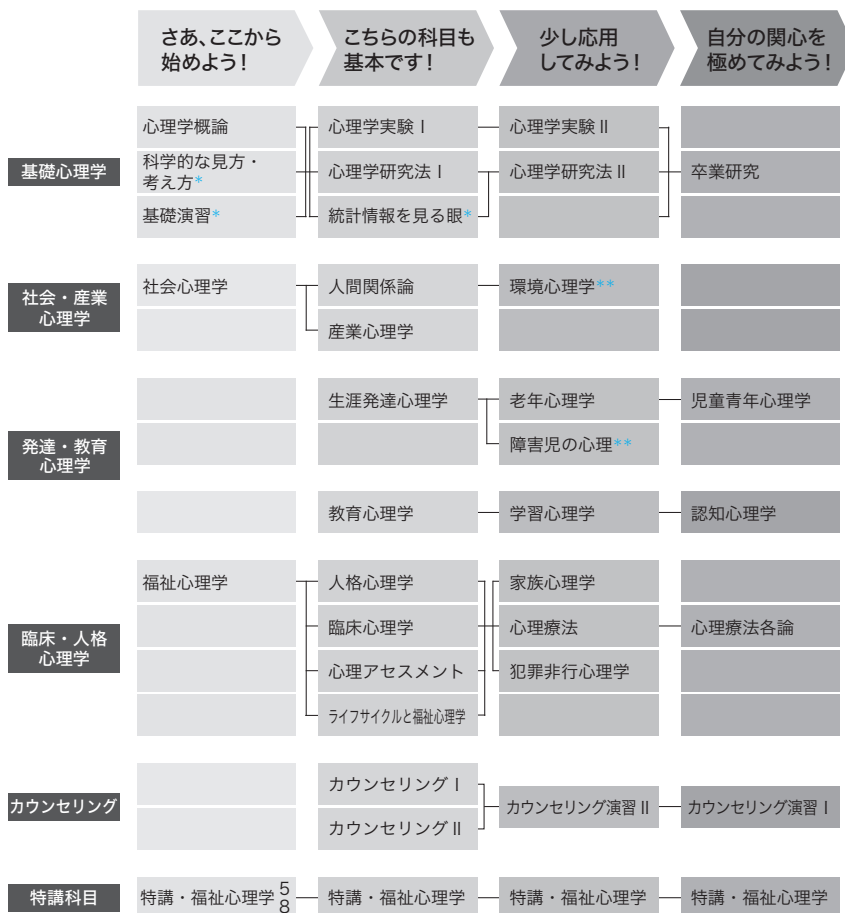 さあ、ここから
始めよう!
こちらの科目も
基本です!
少し応用
してみよう!
自分の関心を
極めてみよう!
基礎心理学
心理学概論
心理学実験Ⅰ
心理学実験Ⅱ
科学的な見方・
考え方*
心理学研究法Ⅰ
心理学研究法Ⅱ
卒業研究
基礎演習*
統計情報を見る眼*
社会・産業
心理学
社会心理学
人間関係論
環境心理学**
産業心理学
発達・教育
心理学
生涯発達心理学
老年心理学
児童青年心理学
障害児の心理**
教育心理学
学習心理学
認知心理学
臨床・人格
心理学
福祉心理学
人格心理学
家族心理学
臨床心理学
心理療法
心理療法各論
心理アセスメント
犯罪非行心理学
ライフサイクルと福祉心理学
カウンセリング
カウンセリングⅠ
カウンセリングⅡ
カウンセリング演習Ⅱ
カウンセリング演習Ⅰ
特講科目
特講・福祉心理学 5
8
特講・福祉心理学
特講・福祉心理学
特講・福祉心理学